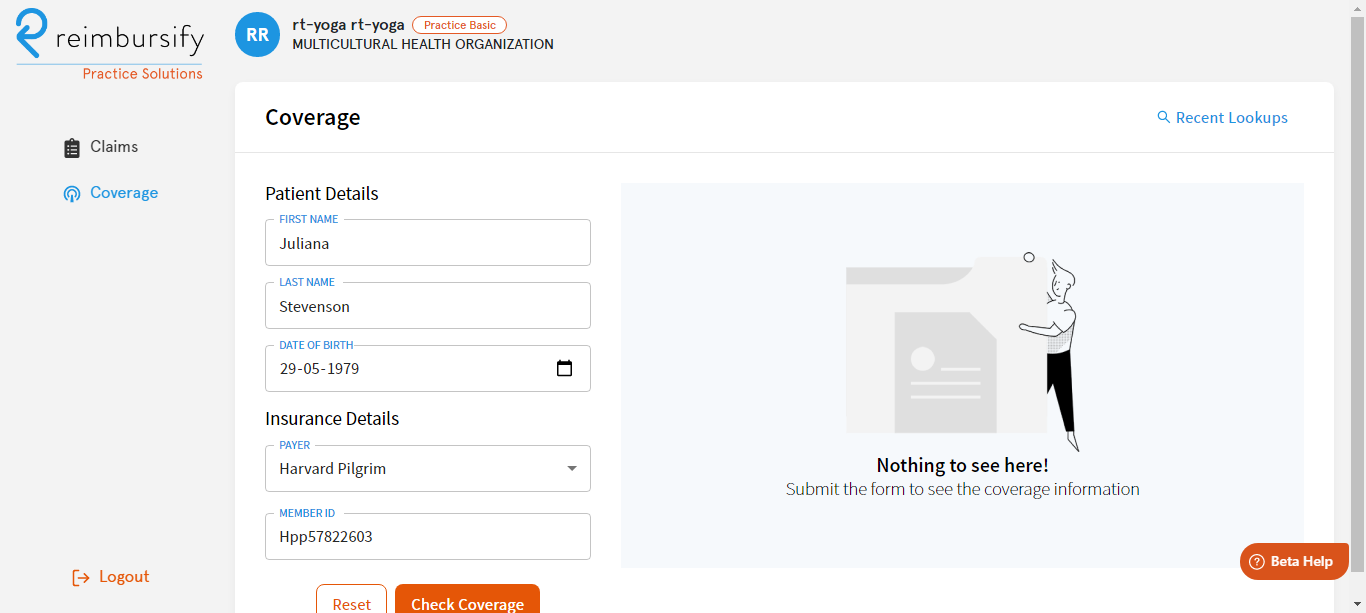 reimbursify
Practice Solutions
RR
rt-yoga rt-yoga Practice Basic
MULTICULTURAL HEALTH ORGANIZATION
Claims
Coverage
Logout
Coverage
Recent Lookups
Patient Details
FIRST NAME
Juliana
LAST NAME
Stevenson
DATE OF BIRTH
29-05-1979
Insurance Details
PAYER
Harvard Pilgrim
MEMBER ID
Hpp57822603
Reset Check Coverage
Nothing to see here!
Submit the form to see the coverage information
? Beta Help